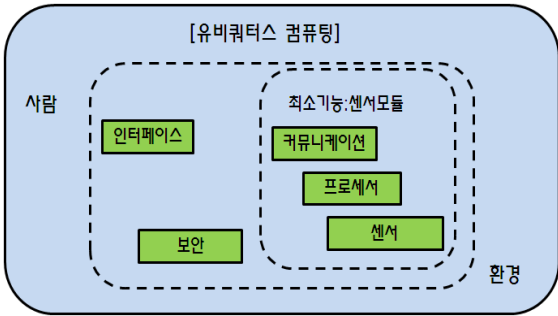 [유비쿼터스 컴퓨팅]
사람
최소기능:센서모듈
인터페이스
커뮤니케이션
프로세서
센서
보안
환경